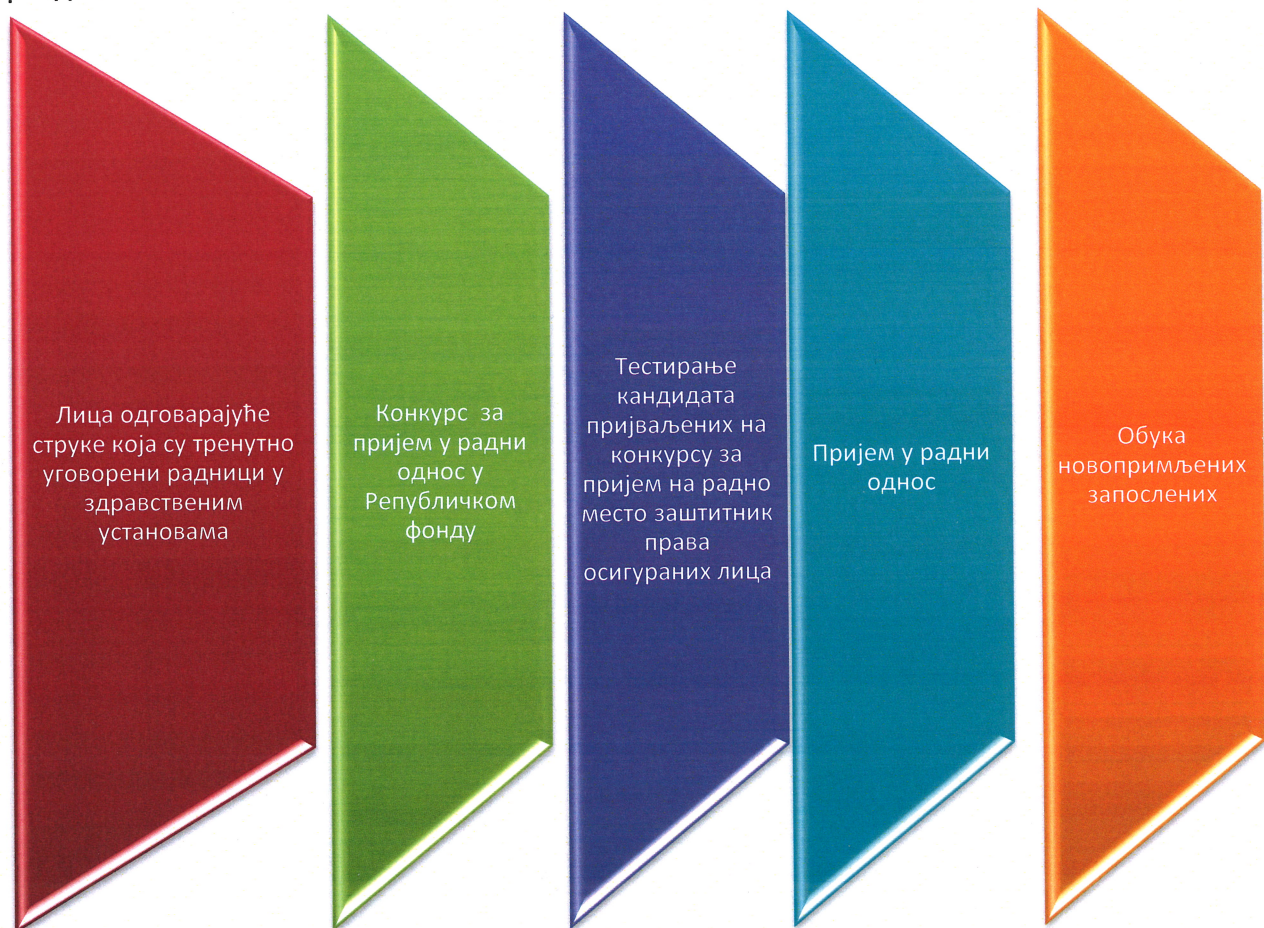 Лица одговарајуће
струке која су тренутно
уговорени радници у
здравственим
установама
Конкурс за
пријем у радни
однос у
Републичком
фонду
Тестирање
кандидата
пријваљених на
конкурсу за
пријем на радно
место заштитник
права
осигураних лица
Пријем у радни
однос
Обука
новопримљених
запослених